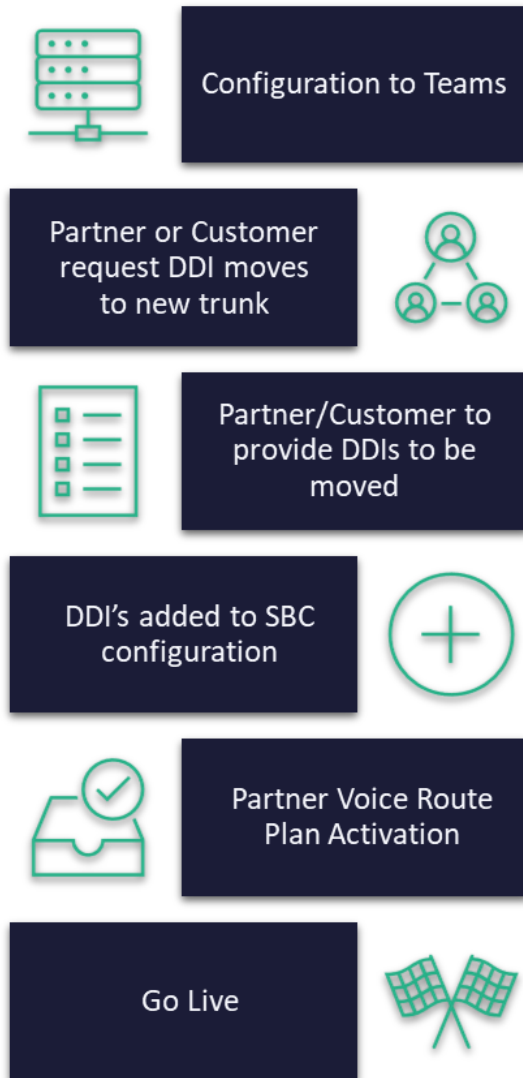 Configuration to Teams
Partner or Customer
request DDI moves
to new trunk
Partner/Customer to
provide DDIs to be
moved
DDI’s added to SBC
configuration
Partner Voice Route
Plan Activation
Go Live